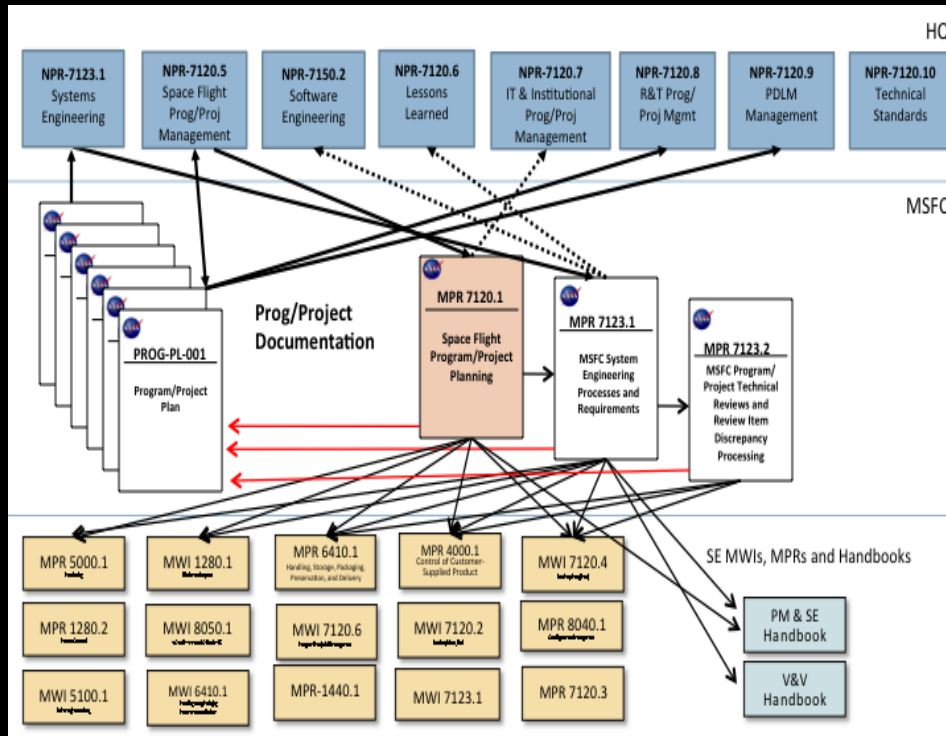 HQ
NPR-7123.1
Systems
Engineering
NPR-7120.5
Space Flight
Prog/Proj
Management
NPR-7150.2
Software
Engineering
NPR-7120.6
Lessons
Learned
NPR-7120.7
IT & Institutional
Prog/Proj
Management
NPR-7120.8
R&T Prog/
Proj Mgmt
NPR-7120.9
PDLM
Management
NPR-7120.10
Technical
Standards
MSFC
PROG-PL-001
Program/Project
Plan
Prog/Project
Documentation
MPR 7120.1
Space Flight
Program/Project
Planning
MPR 7123.1
MSFC System
Engineering
Processes and
Requirements
MPR 7123.2
MSFC Program/
Project Technical
Reviews and
Review Item
Discrepancy
Processing
SE MWIs, MPRs and Handbooks
MPR 5000.1
MWI 1280.1
MPR 6410.1
Handling, Storage, Packaging,
Preservation, and Delivery
MPR 4000.1
Control of Customer-
Supplied Product
MWI 7120.4
MPR 1280.2
MWI 8050.1
MWI 7120.6
MWI 7120.2
MPR 8040.1
MWI 5100.1
MWI 6410.1
MPR-1440.1
MWI 7123.1
MPR 7120.3
PM & SE
Handbook
V&V
Handbook